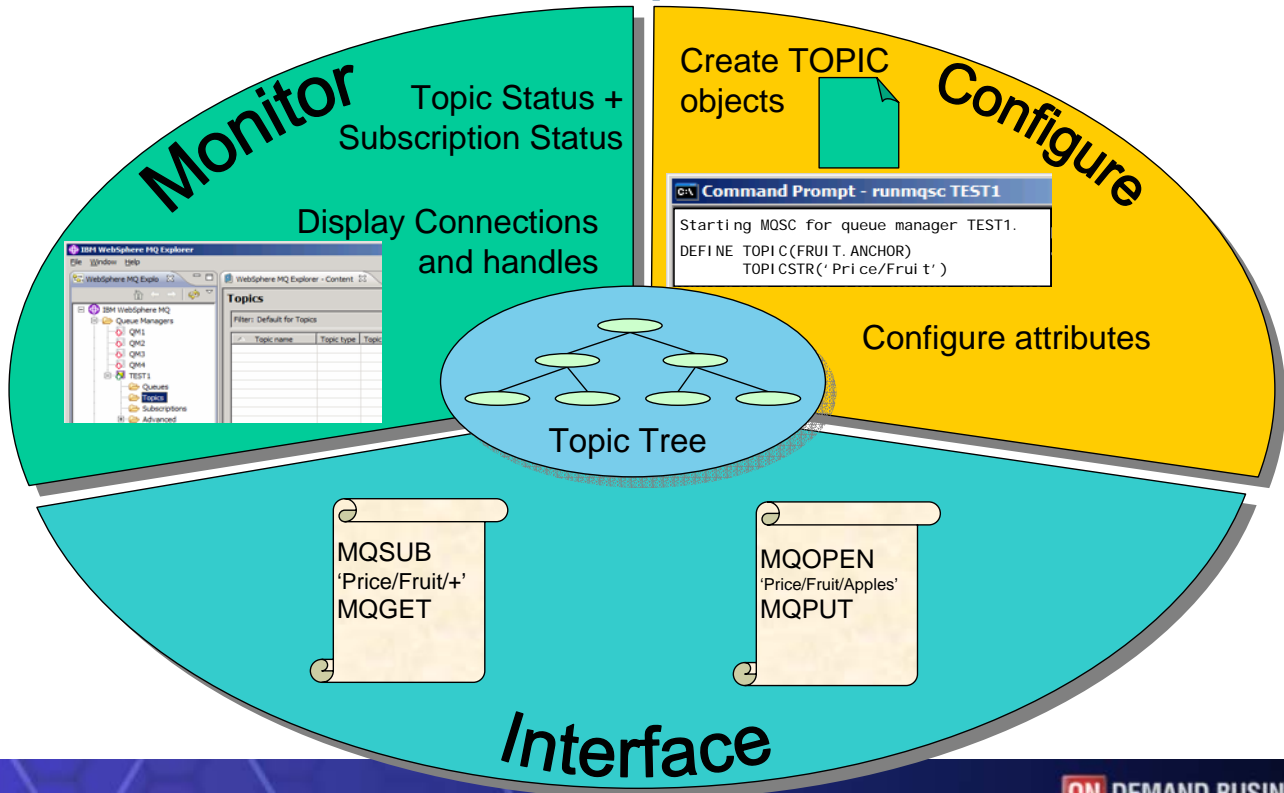 Monitor
Topic Status +
Subscription Status
Display Connections
and handles
IBM WebSphere MQ Explorer
File Window Help
WebSphere MQ Explo
WebSphere MQ Explorer - Content
IBM WebSphere MQ
Queue Managers
QM1
QM2
QM3
QM4
TEST1
Queues
Topics
Subscriptions
Advanced
Topics
Filter: Default for Topics
Topic name Topic type Topic
Configure
Create TOPIC
objects
Command Prompt - runmqsc TEST1
Starting MQSC for queue manager TEST1.
DEFINE TOPIC(FRUIT.ANCHOR)
TOPICSTR('Price/Fruit')
Configure attributes
Topic Tree
MQSUB
'Price/Fruit/+'
MQGET
MQOPEN
'Price/Fruit/Apples'
MQPUT
Interface
ON DEMAND BUSIN